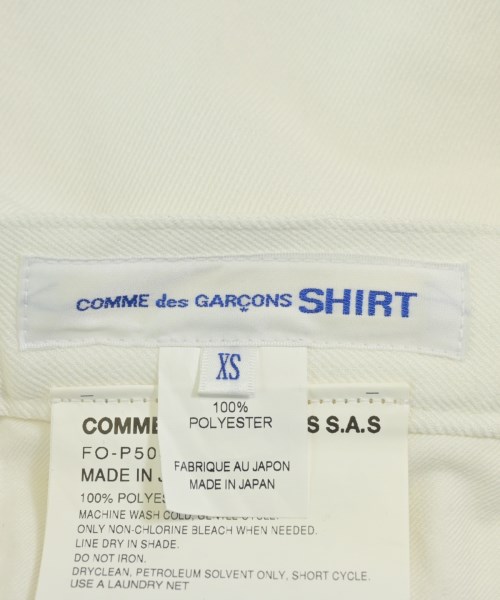 COMME des GARÇONS SHIRT
XS
100%
POLYESTER
FABRIQUE AU JAPON
MADE IN JAPAN
COMME S S.A.S
FO-P50
MADE IN J
100% POLYES
MACHINE WASH COLD, GENTLE CYCLE.
ONLY NON-CHLORINE BLEACH WHEN NEEDED.
LINE DRY IN SHADE.
DO NOT IRON.
DRYCLEAN, PETROLEUM SOLVENT ONLY, SHORT CYCLE.
USE A LAUNDRY NET